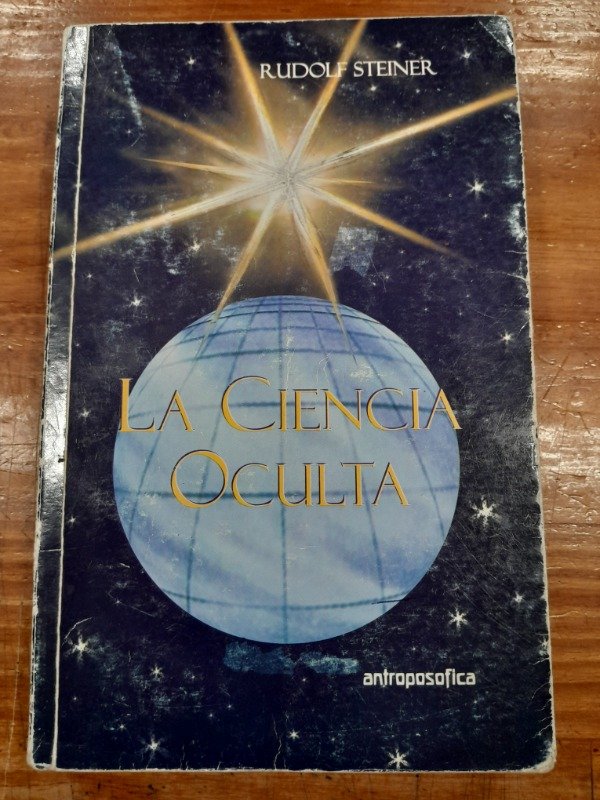 RUDOLF STEINER
LA CIENCIA
OCULTA
antroposofica